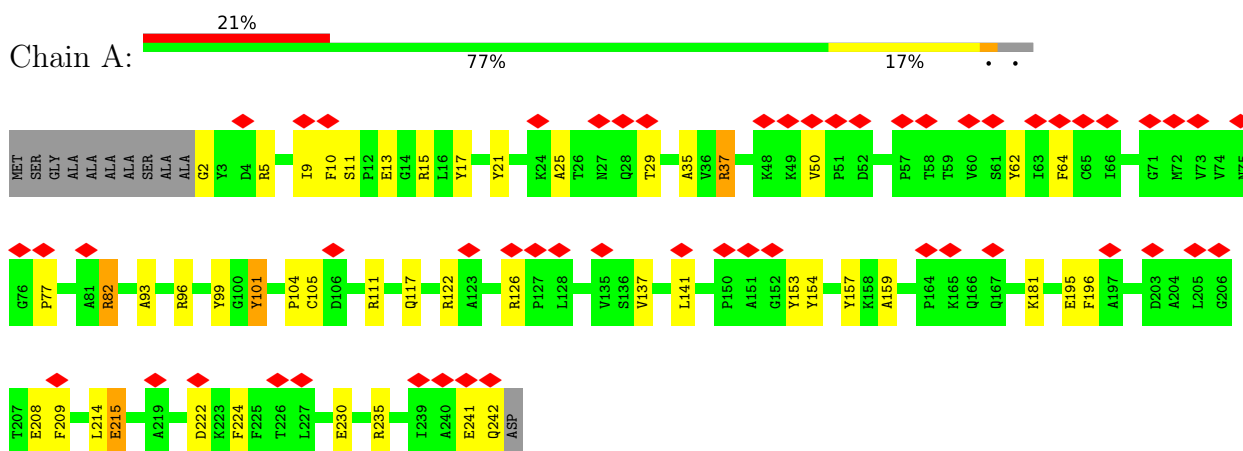 21%
Chain A:
77% 17% • •
MET SER GLY ALA ALA ALA ALA SER ALA ALA G2 Y3 D4 R5 I9 F10 S11 P12 E13 G14 R15 L16 Y17 Y21 K24 A25 T26 N27 Q28 T29 A35 V36 R37 K48 K49 V50 P51 D52 P57 T58 T59 V60 S61 Y62 I63 F64 C65 I66 G71 M72 V73 V74 N75
G76 P77 A81 R82 A93 R96 Y99 G100 Y101 P104 C105 D106 R111 Q117 R122 A123 R126 P127 L128 V135 S136 V137 L141 P150 A151 G152 Y153 Y154 Y157 K158 A159 P164 K165 Q166 Q167 K181 E195 F196 A197 D203 A204 L205 G206
T207 E208 F209 L214 E215 A219 D222 K223 F224 F225 T226 L227 E230 R235 I239 A240 E241 Q242 ASP